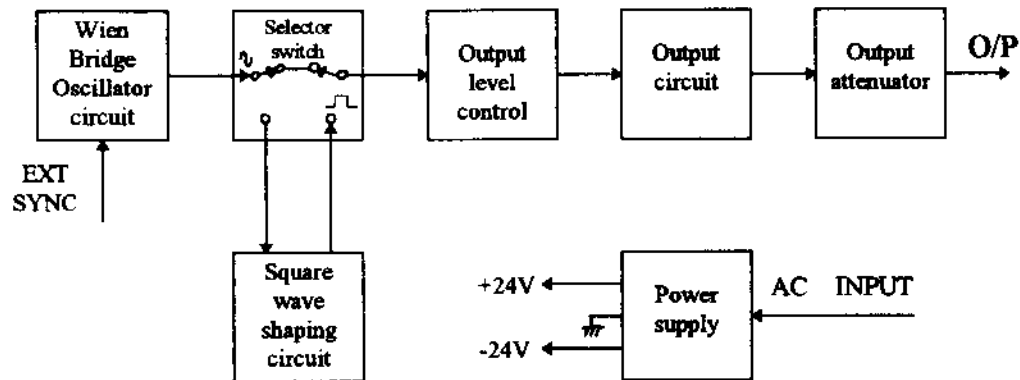 Wien
Bridge
Oscillator
circuit
EXT
SYNC
Selector
switch
Output
level
control
Output
circuit
Output
attenuator
O/P
Square
wave
shaping
circuit
+24V
-24V
Power
supply
AC INPUT